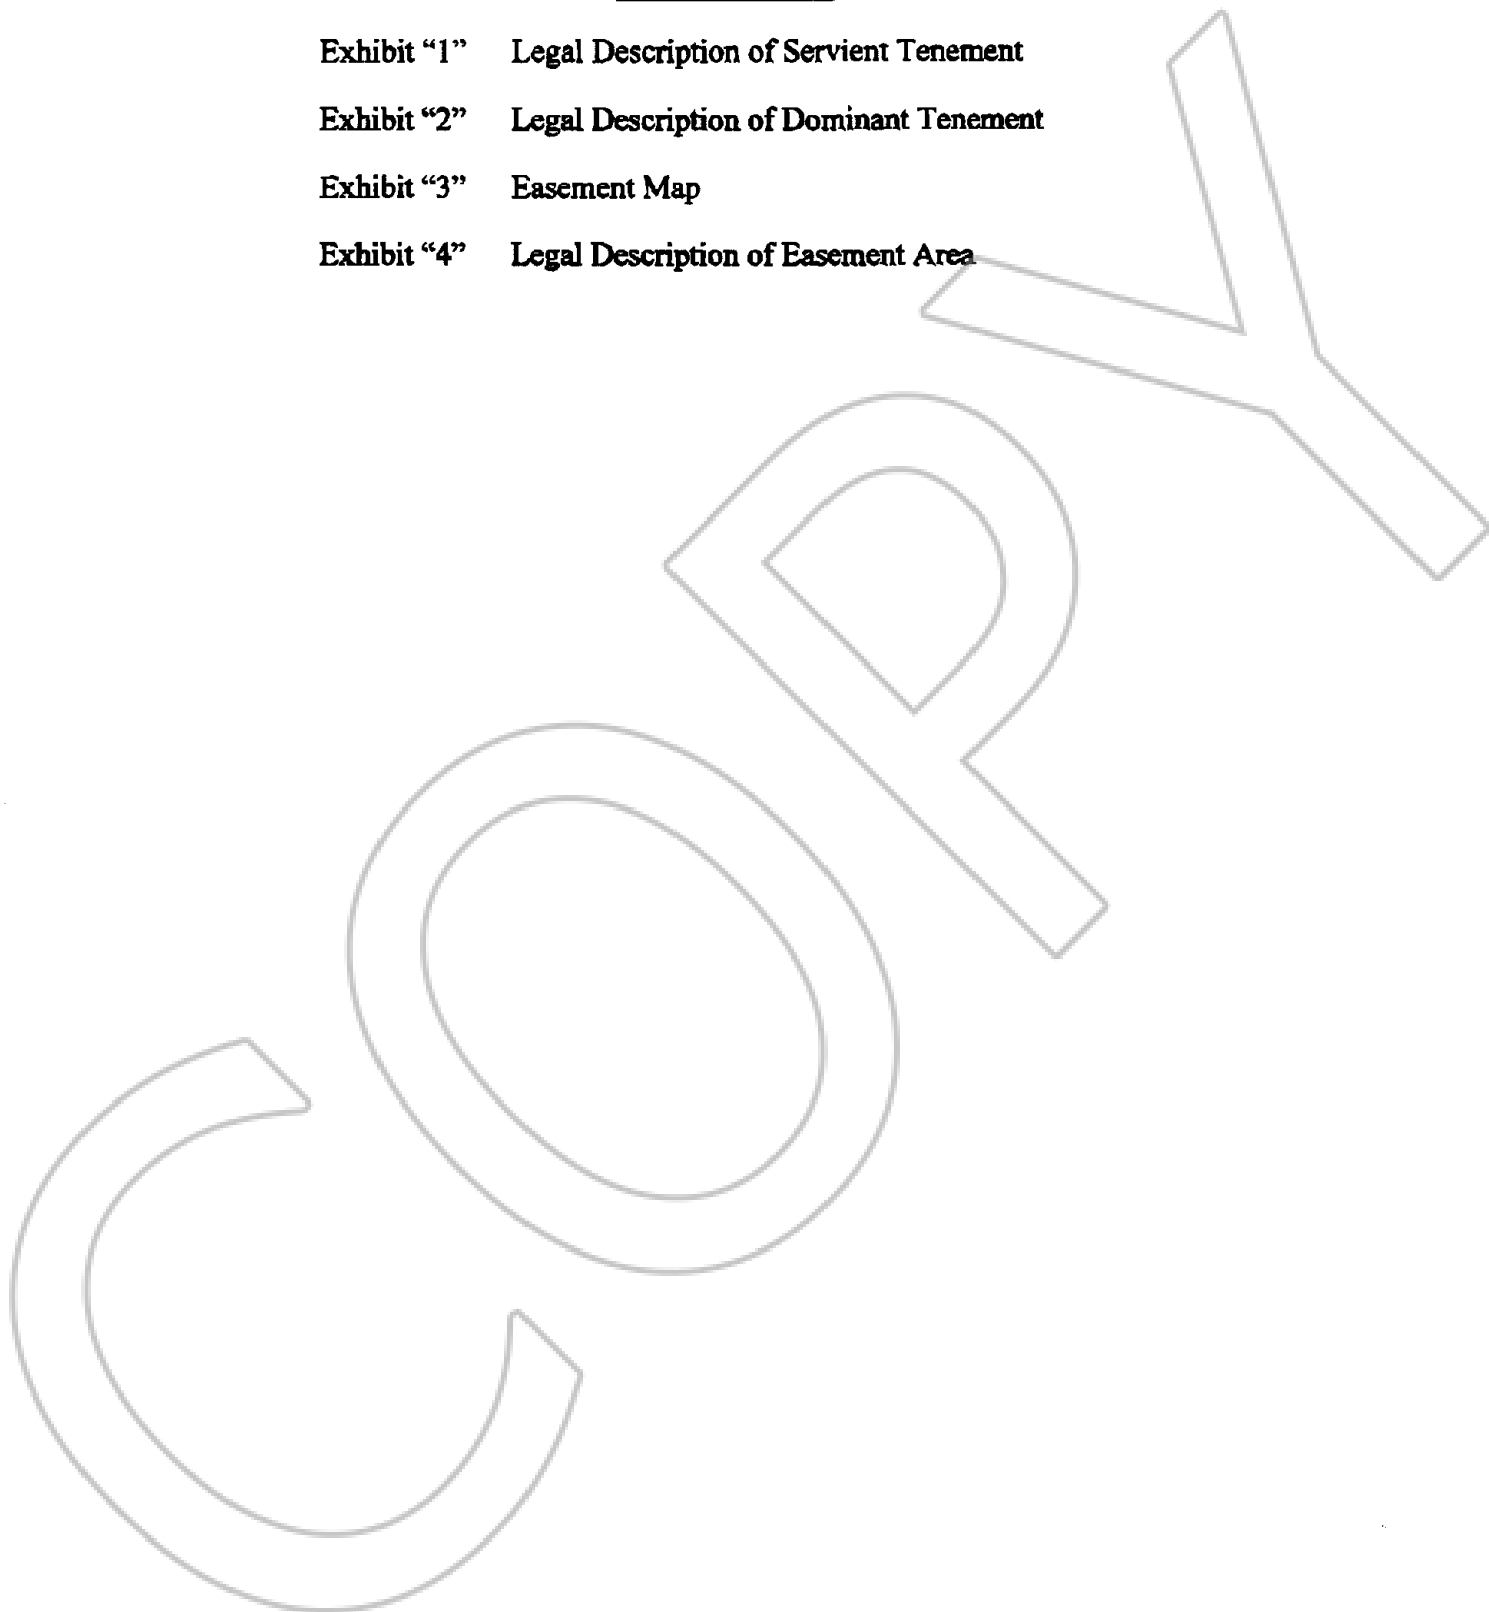 Exhibit “1” Legal Description of Servient Tenement
Exhibit “2” Legal Description of Dominant Tenement
Exhibit “3” Easement Map
Exhibit “4” Legal Description of Easement Area
COPY